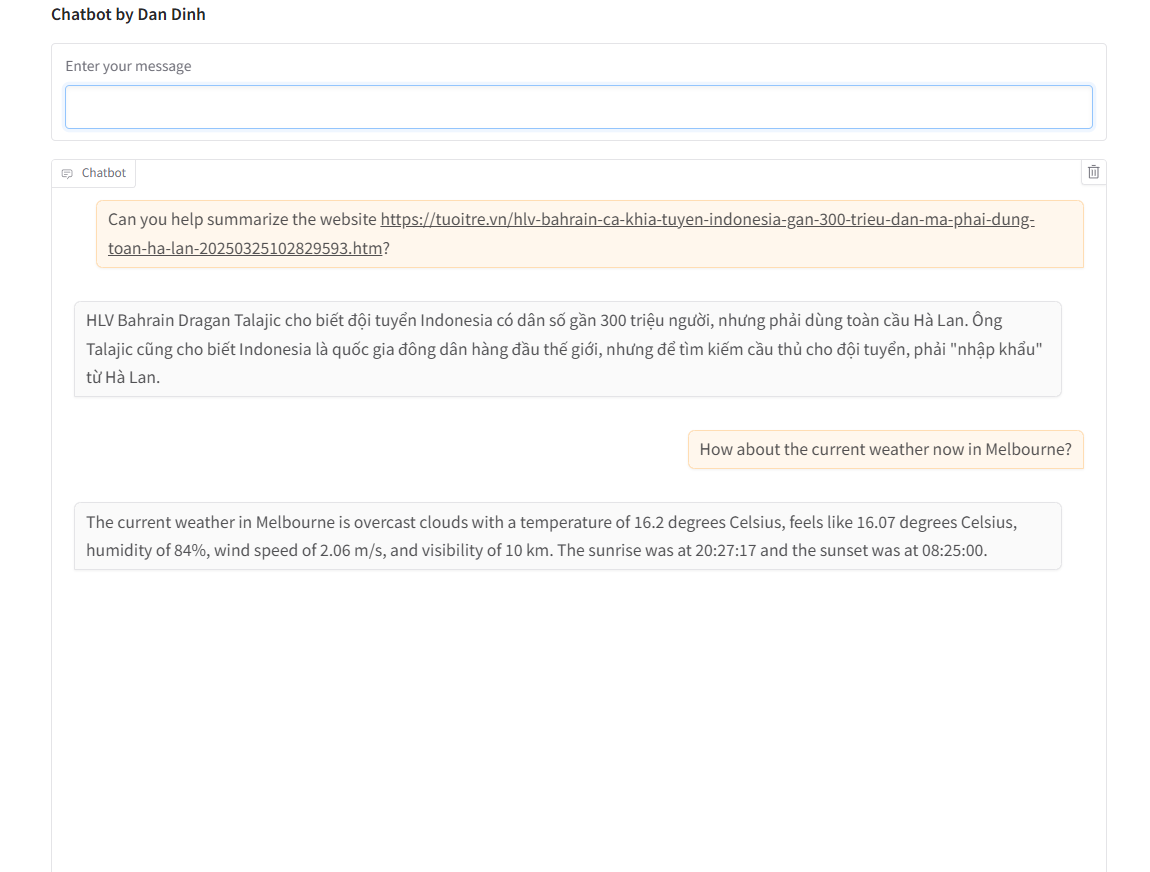 Chatbot by Dan Dinh
Enter your message
Chatbot
Can you help summarize the website https://tuoitre.vn/hlv-bahrain-ca-khia-tuyen-indonesia-gan-300-trieu-dan-ma-phai-dung-
toan-ha-lan-20250325102829593.htm?
HLV Bahrain Dragan Talajic cho biết đội tuyển Indonesia có dân số gần 300 triệu người, nhưng phải dùng toàn cầu Hà Lan. Ông
Talajic cũng cho biết Indonesia là quốc gia đông dân hàng đầu thế giới, nhưng để tìm kiếm cầu thủ cho đội tuyển, phải "nhập khẩu"
từ Hà Lan.
How about the current weather now in Melbourne?
The current weather in Melbourne is overcast clouds with a temperature of 16.2 degrees Celsius, feels like 16.07 degrees Celsius,
humidity of 84%, wind speed of 2.06 m/s, and visibility of 10 km. The sunrise was at 20:27:17 and the sunset was at 08:25:00.